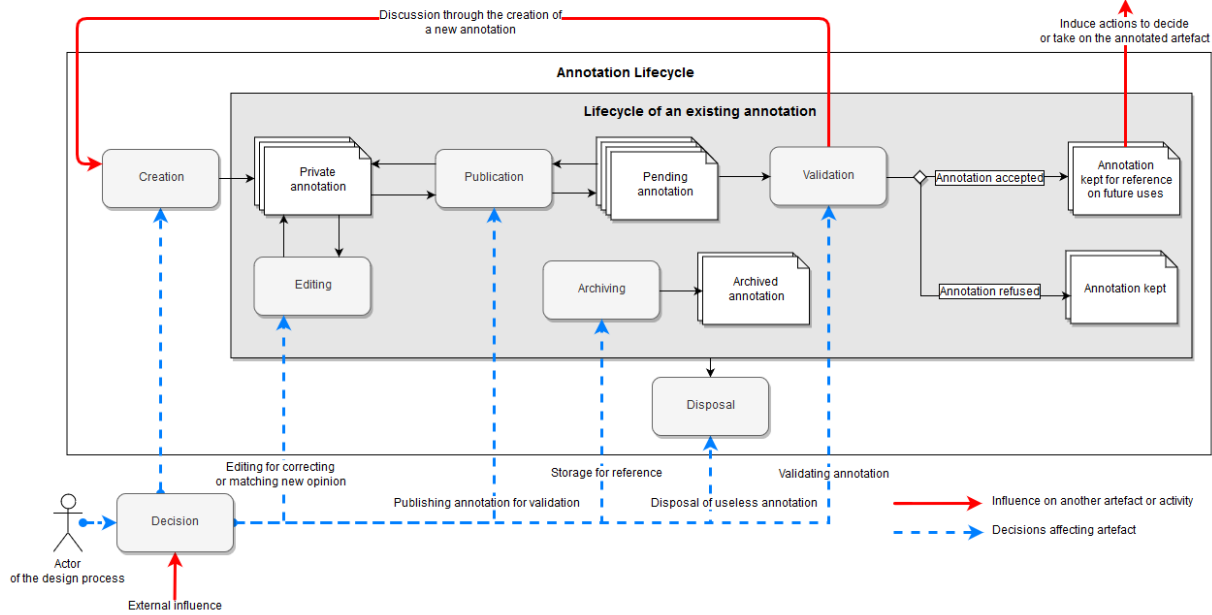 Discussion through the creation of
a new annotation
Induce actions to decide
or take on the annotated artefact
Annotation Lifecycle
Lifecycle of an existing annotation
Creation
Private
annotation
Publication
Pending
annotation
Validation
Annotation accepted
Annotation
kept for reference
on future uses
Editing
Archiving
Archived
annotation
Annotation refused
Annotation kept
Disposal
Editing for correcting
or matching new opinion
Storage for reference
Validating annotation
Publishing annotation for validation
Disposal of useless annotation
Influence on another artefact or activity
Decision
Decisions affecting artefact
Actor
of the design process
External influence